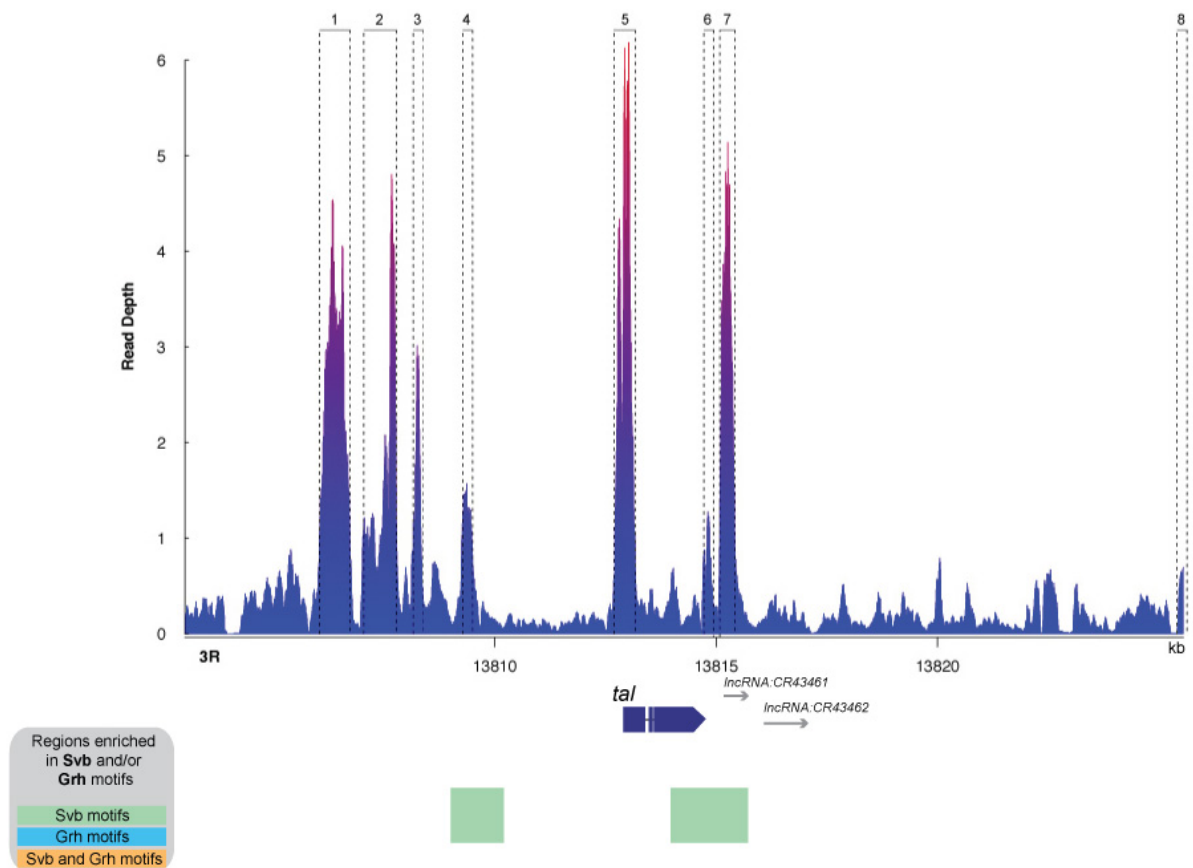 1 2 3 4 5 6 7 8
6
5
4
3
2
1
0
Read Depth
3R 13810 13815 13820 kb
tal
lncRNA:CR43461
lncRNA:CR43462
Regions enriched
in Svb and/or
Grh motifs
Svb motifs
Grh motifs
Svb and Grh motifs